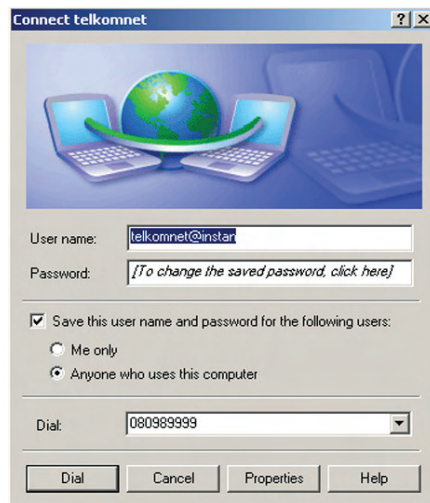 Connect telkomnet
User name: telkomnet@instan
Password: [To change the saved password, click here]
Save this user name and password for the following users:
Me only
Anyone who uses this computer
Dial: 080989999
Dial Cancel Properties Help